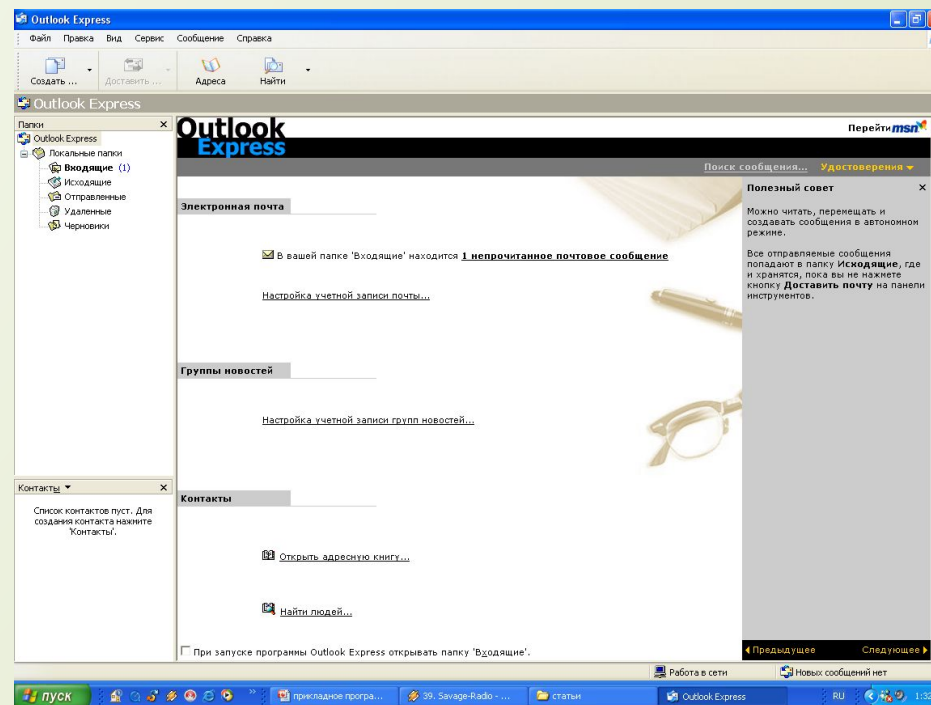 Outlook Express
Файл Правка Вид Сервис Сообщение Справка
Создать ... Доставить ... Адреса Найти
Outlook Express
Папки
Outlook Express
Локальные папки
Входящие (1)
Исходящие
Отправленные
Удаленные
Черновики
Контакты
Список контактов пуст. Для
создания контакта нажмите
'Контакты'.
Outlook
Express
Перейти msn
Поиск сообщения... Удостоверения
Электронная почта
В вашей папке 'Входящие' находится 1 непрочитанное почтовое сообщение
Настройка учетной записи почты...
Группы новостей
Настройка учетной записи групп новостей...
Контакты
Открыть адресную книгу...
Найти людей...
При запуске программы Outlook Express открывать папку 'Входящие'.
Полезный совет
Можно читать, перемещать и
создавать сообщения в автономном
режиме.
Все отправляемые сообщения
попадают в папку Исходящие, где
и хранятся, пока вы не нажмете
кнопку Доставить почту на панели
инструментов.
Предыдущее Следующее
Работа в сети Новых сообщений нет
пуск прикладное програ... 39. Savage-Radio - ... статьи Outlook Express RU